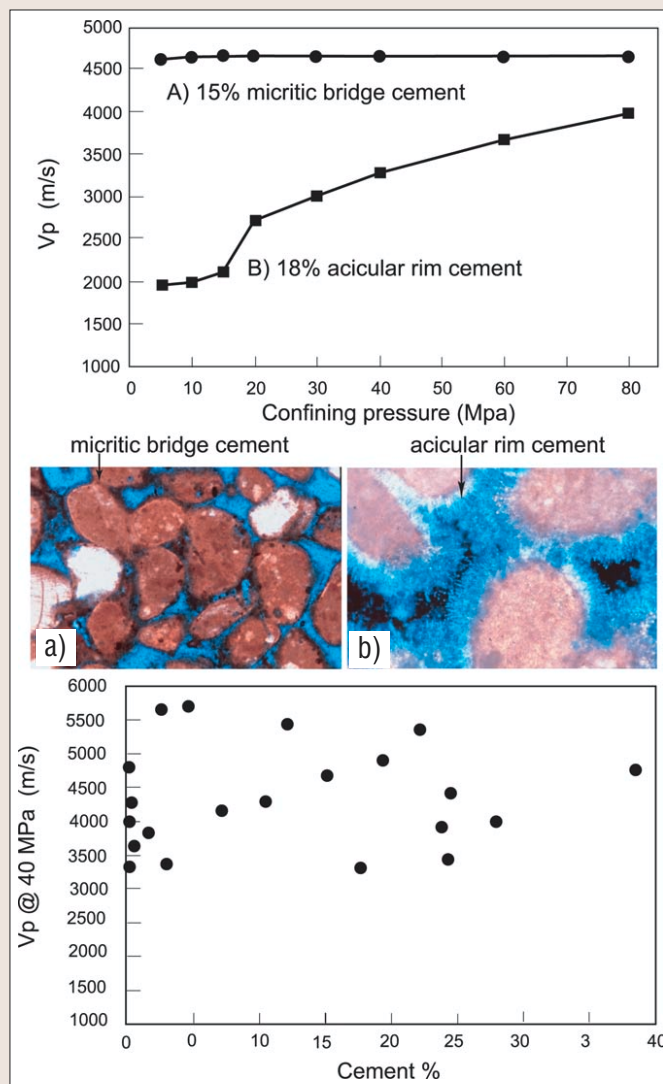 5000
4500
4000
3500
3000
2500
2000
1500
1000
Vp (m/s)
A) 15% micritic bridge cement
B) 18% acicular rim cement
0 10 20 30 40 50 60 70 80
Confining pressure (Mpa)
micritic bridge cement acicular rim cement
a) b)
6000
5500
5000
4500
4000
3500
3000
2500
2000
1500
1000
Vp @ 40 MPa (m/s)
0 0 10 15 20 25 30 3 40
Cement %